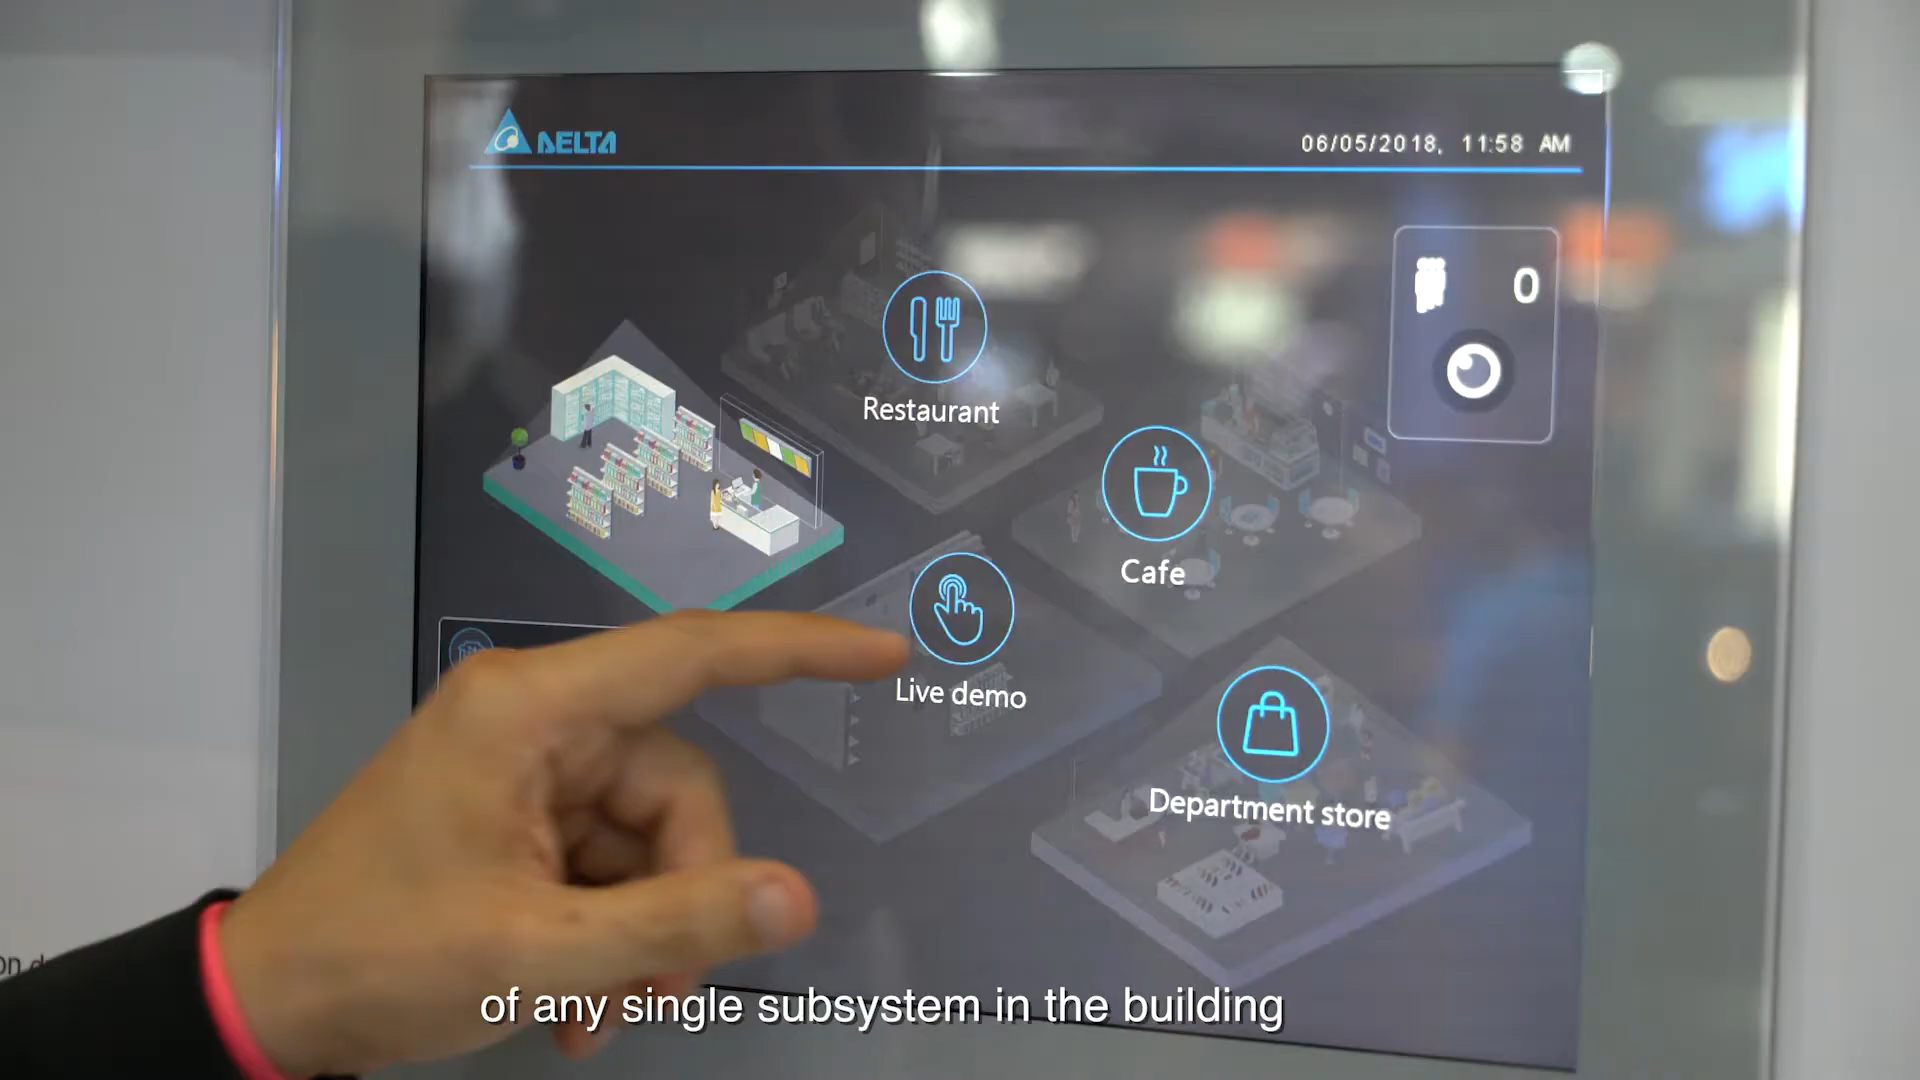 DELTA
06/05/2018, 11:58 AM
0
Restaurant
Cafe
Live demo
Department store
of any single subsystem in the building